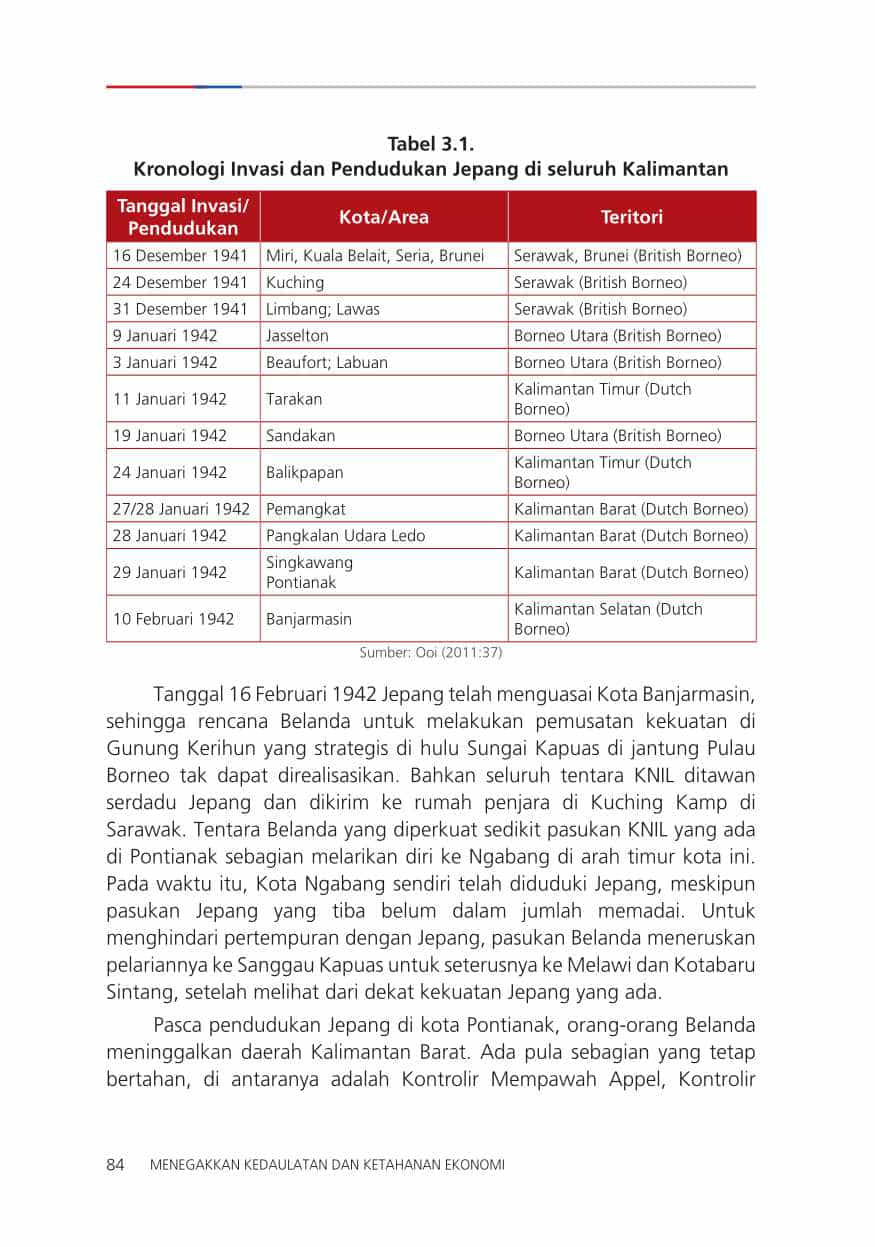 Tabel 3.1.
Kronologi Invasi dan Pendudukan Jepang di seluruh Kalimantan
Tanggal Invasi/
Pendudukan
Kota/Area
Teritori
16 Desember 1941 Miri, Kuala Belait, Seria, Brunei Serawak, Brunei (British Borneo)
24 Desember 1941 Kuching Serawak (British Borneo)
31 Desember 1941 Limbang; Lawas Serawak (British Borneo)
9 Januari 1942 Jasselton Borneo Utara (British Borneo)
3 Januari 1942 Beaufort; Labuan Borneo Utara (British Borneo)
11 Januari 1942 Tarakan Kalimantan Timur (Dutch
Borneo)
19 Januari 1942 Sandakan Borneo Utara (British Borneo)
24 Januari 1942 Balikpapan Kalimantan Timur (Dutch
Borneo)
27/28 Januari 1942 Pemangkat Kalimantan Barat (Dutch Borneo)
28 Januari 1942 Pangkalan Udara Ledo Kalimantan Barat (Dutch Borneo)
29 Januari 1942 Singkawang
Pontianak Kalimantan Barat (Dutch Borneo)
10 Februari 1942 Banjarmasin Kalimantan Selatan (Dutch
Borneo)
Sumber: Ooi (2011:37)
Tanggal 16 Februari 1942 Jepang telah menguasai Kota Banjarmasin,
sehingga rencana Belanda untuk melakukan pemusatan kekuatan di
Gunung Kerihun yang strategis di hulu Sungai Kapuas di jantung Pulau
Borneo tak dapat direalisasikan. Bahkan seluruh tentara KNIL ditawan
serdadu Jepang dan dikirim ke rumah penjara di Kuching Kamp di
Sarawak. Tentara Belanda yang diperkuat sedikit pasukan KNIL yang ada
di Pontianak sebagian melarikan diri ke Ngabang di arah timur kota ini.
Pada waktu itu, Kota Ngabang sendiri telah diduduki Jepang, meskipun
pasukan Jepang yang tiba belum dalam jumlah memadai. Untuk
menghindari pertempuran dengan Jepang, pasukan Belanda meneruskan
pelariannya ke Sanggau Kapuas untuk seterusnya ke Melawi dan Kotabaru
Sintang, setelah melihat dari dekat kekuatan Jepang yang ada.
Pasca pendudukan Jepang di kota Pontianak, orang-orang Belanda
meninggalkan daerah Kalimantan Barat. Ada pula sebagian yang tetap
bertahan, di antaranya adalah Kontrolir Mempawah Appel, Kontrolir
84 MENEGAKKAN KEDAULATAN DAN KETAHANAN EKONOMI